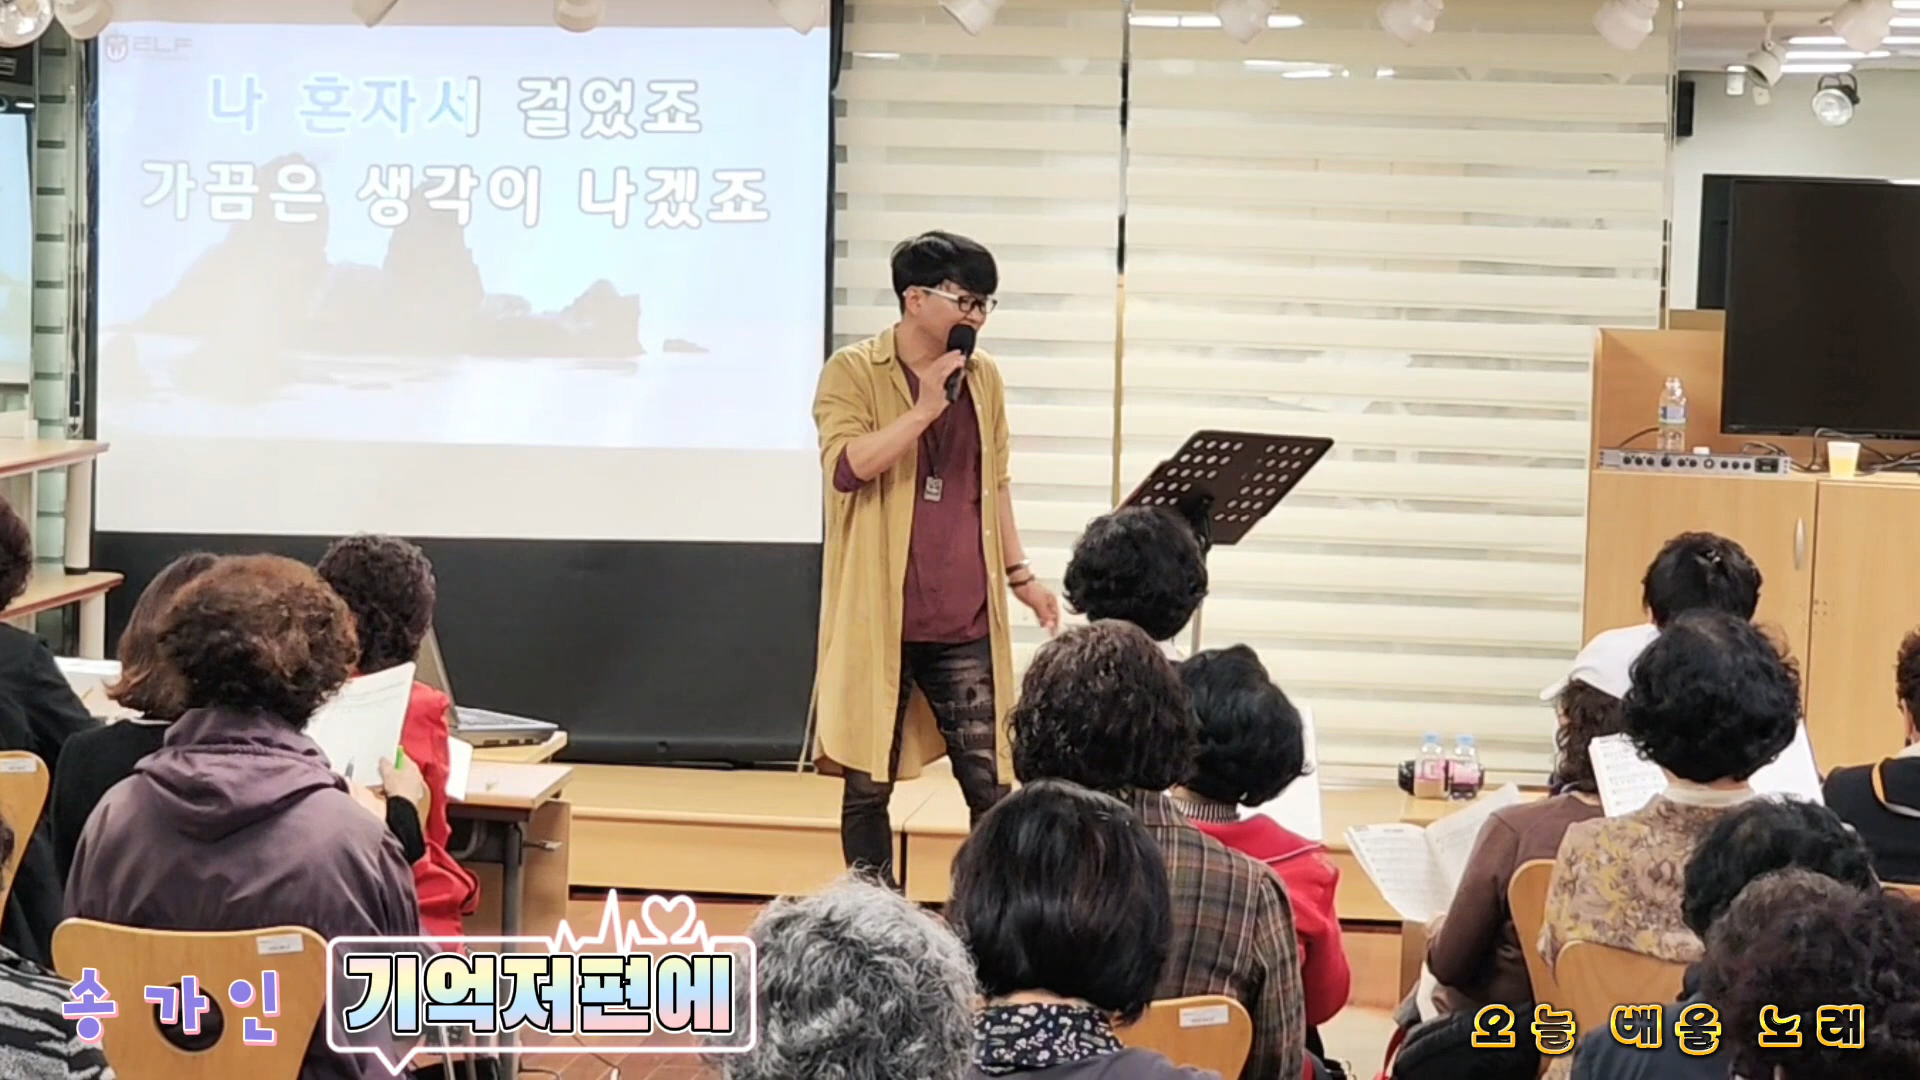 ELF
나 혼자서 걸었죠
가끔은 생각이 나겠죠
송가인
기억저편에
오늘 배울 노래